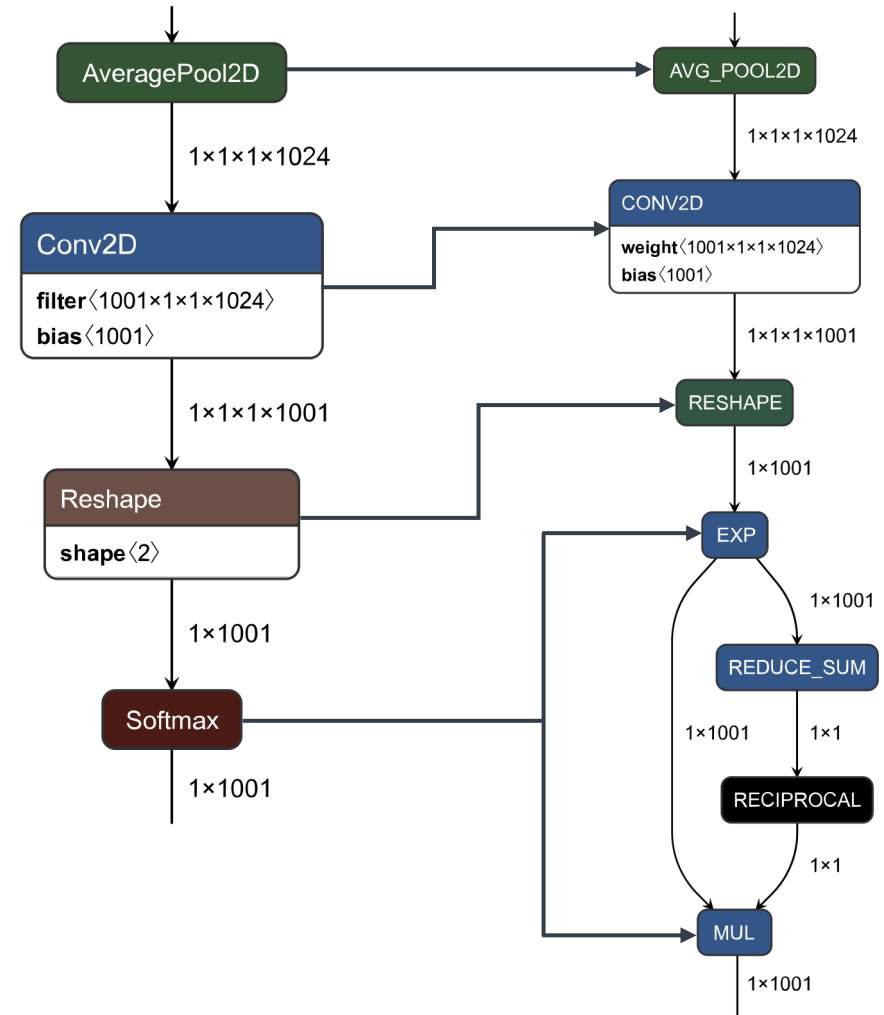 AveragePool2D
1×1×1×1024
Conv2D
filter〈1001×1×1×1024〉
bias〈1001〉
1×1×1×1001
Reshape
shape〈2〉
1×1001
Softmax
1×1001
AVG_POOL2D
1×1×1×1024
CONV2D
weight〈1001×1×1×1024〉
bias〈1001〉
1×1×1×1001
RESHAPE
1×1001
EXP
1×1001
REDUCE_SUM
1×1001
1×1
RECIPROCAL
1×1
MUL
1×1001